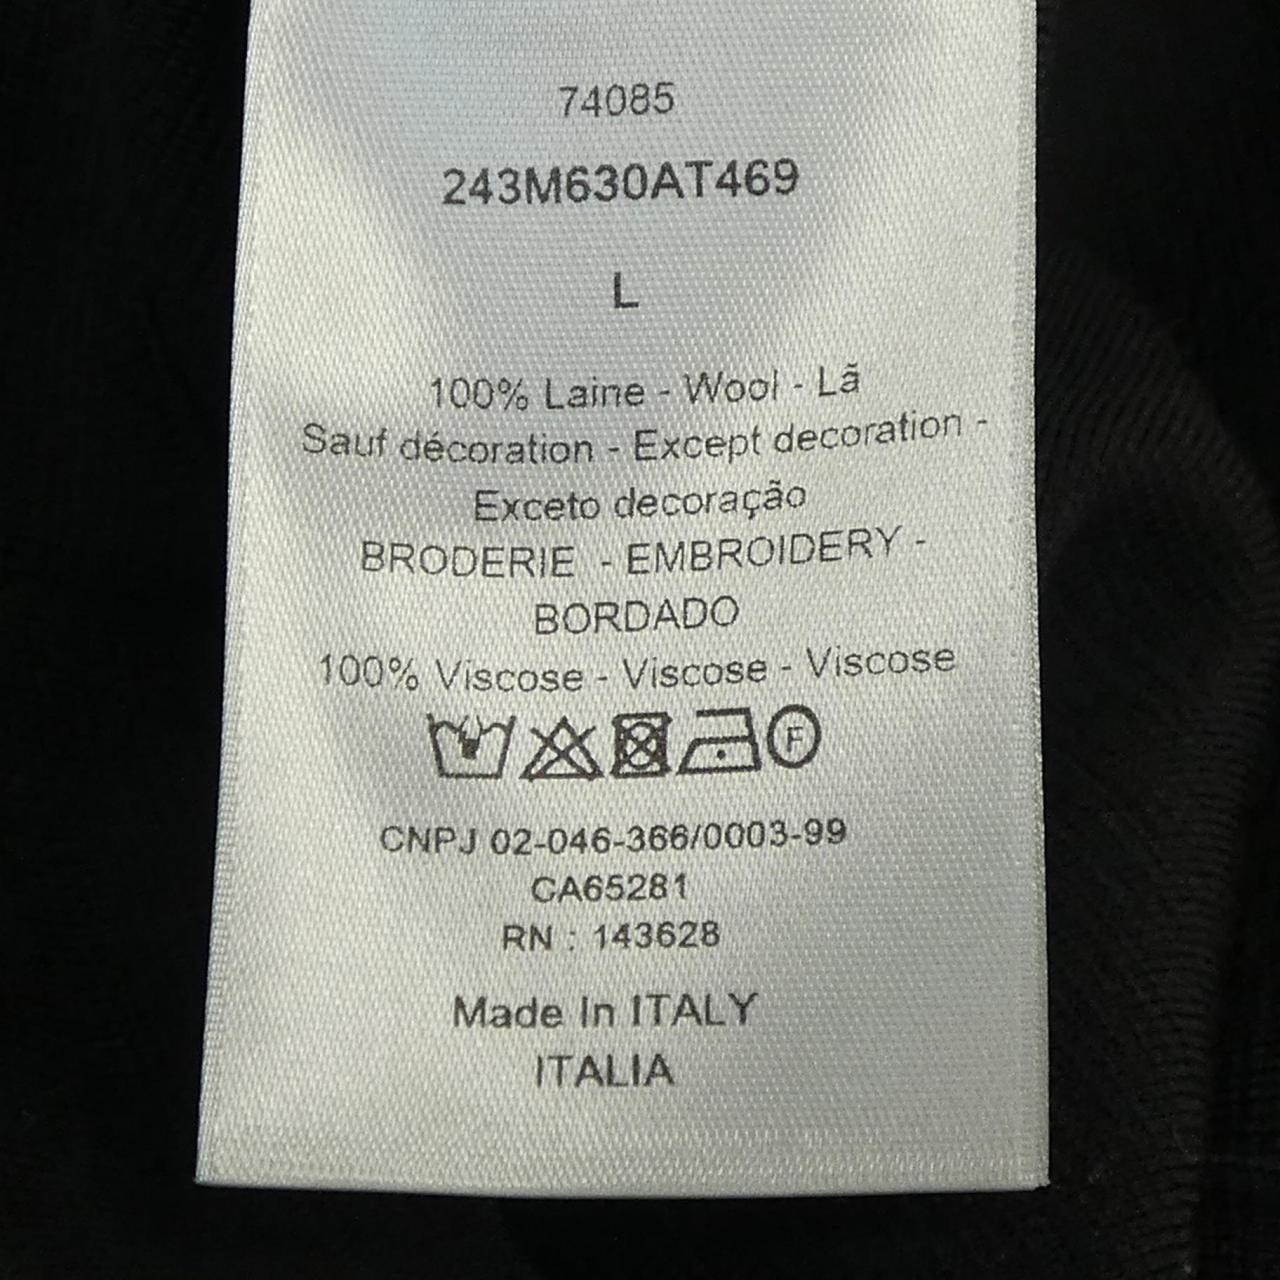 74085
243M630AT469
L
100% Laine - Wool - Lã
Sauf décoration - Except decoration -
Exceto decoração
BRODERIE - EMBROIDERY -
BORDADO
100% Viscose - Viscose - Viscose
F
CNPJ 02-046-366/0003-99
CA65281
RN : 143628
Made In ITALY
ITALIA